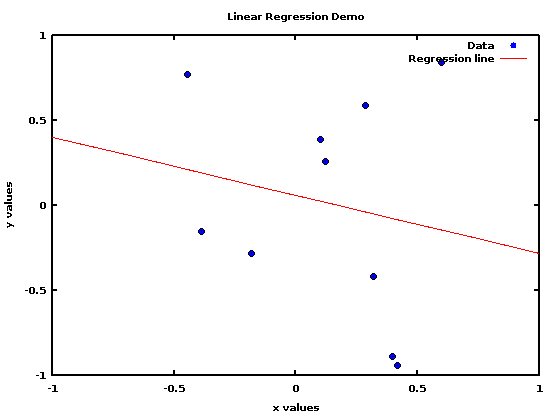 Linear Regression Demo
1
Data
Regression line
0.5
0
-0.5
-1
y values
-1
-0.5
0
0.5
1
x values